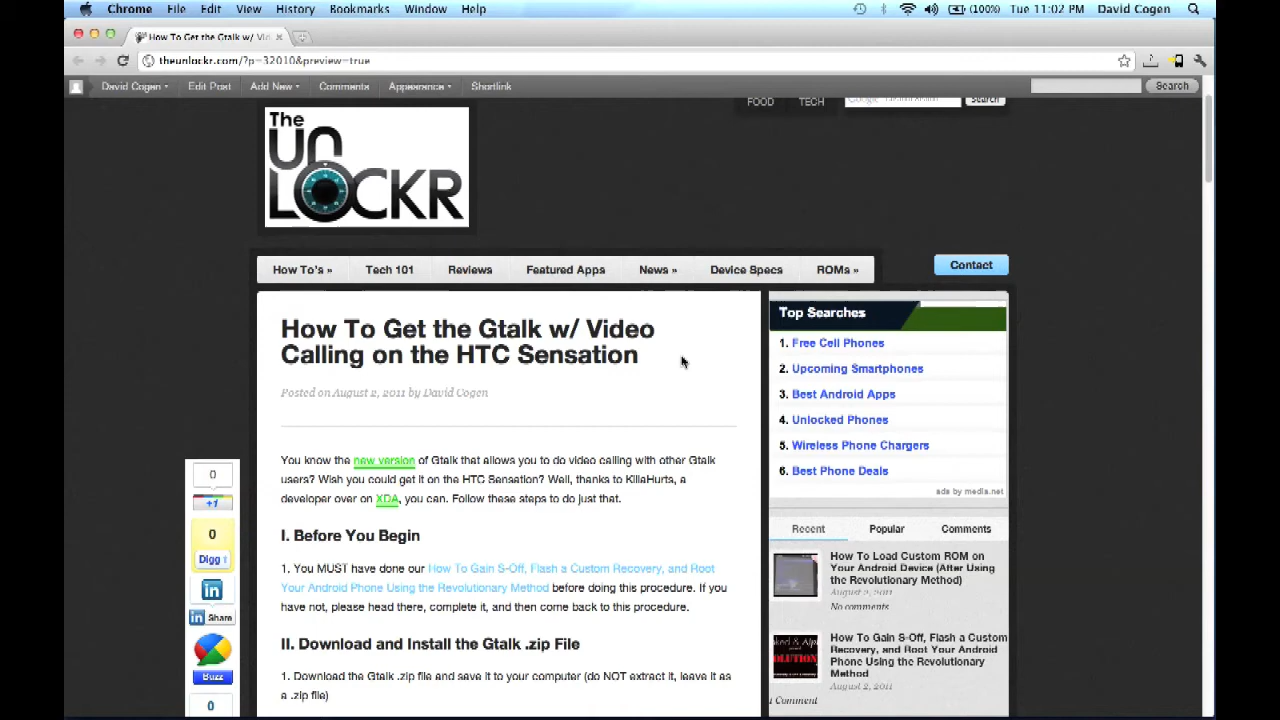 Chrome File Edit View History Bookmarks Window Help (100%) Tue 11:02 PM David Cogen
How To Get the Gtalk w/ Vi
theunlockr.com/?p=32010&preview=true
David Cogen Edit Post Add New Comments Appearance Shortlink Search
FOOD TECH Search
The
UN
LOCKR
How To's » Tech 101 Reviews Featured Apps News » Device Specs ROMs » Contact
How To Get the Gtalk w/ Video
Calling on the HTC Sensation
Posted on August 2, 2011 by David Cogen
You know the new version of Gtalk that allows you to do video calling with other Gtalk
users? Wish you could get it on the HTC Sensation? Well, thanks to KillaHurts, a
developer over on XDA, you can. Follow these steps to do just that.
I. Before You Begin
1. You MUST have done our How To Gain S-Off, Flash a Custom Recovery, and Root
Your Android Phone Using the Revolutionary Method before doing this procedure. If you
have not, please head there, complete it, and then come back to this procedure.
II. Download and Install the Gtalk .zip File
1. Download the Gtalk .zip file and save it to your computer (do NOT extract it, leave it as
a .zip file)
0
+1
0
Digg
in
in Share
Buzz
0
Top Searches
1. Free Cell Phones
2. Upcoming Smartphones
3. Best Android Apps
4. Unlocked Phones
5. Wireless Phone Chargers
6. Best Phone Deals
ads by media.net
Recent Popular Comments
How To Load Custom ROM on
Your Android Device (After Using
the Revolutionary Method)
August 2, 2011
No comments
How To Gain S-Off, Flash a Custom
Recovery, and Root Your Android
Phone Using the Revolutionary
Method
August 2, 2011
1 Comment